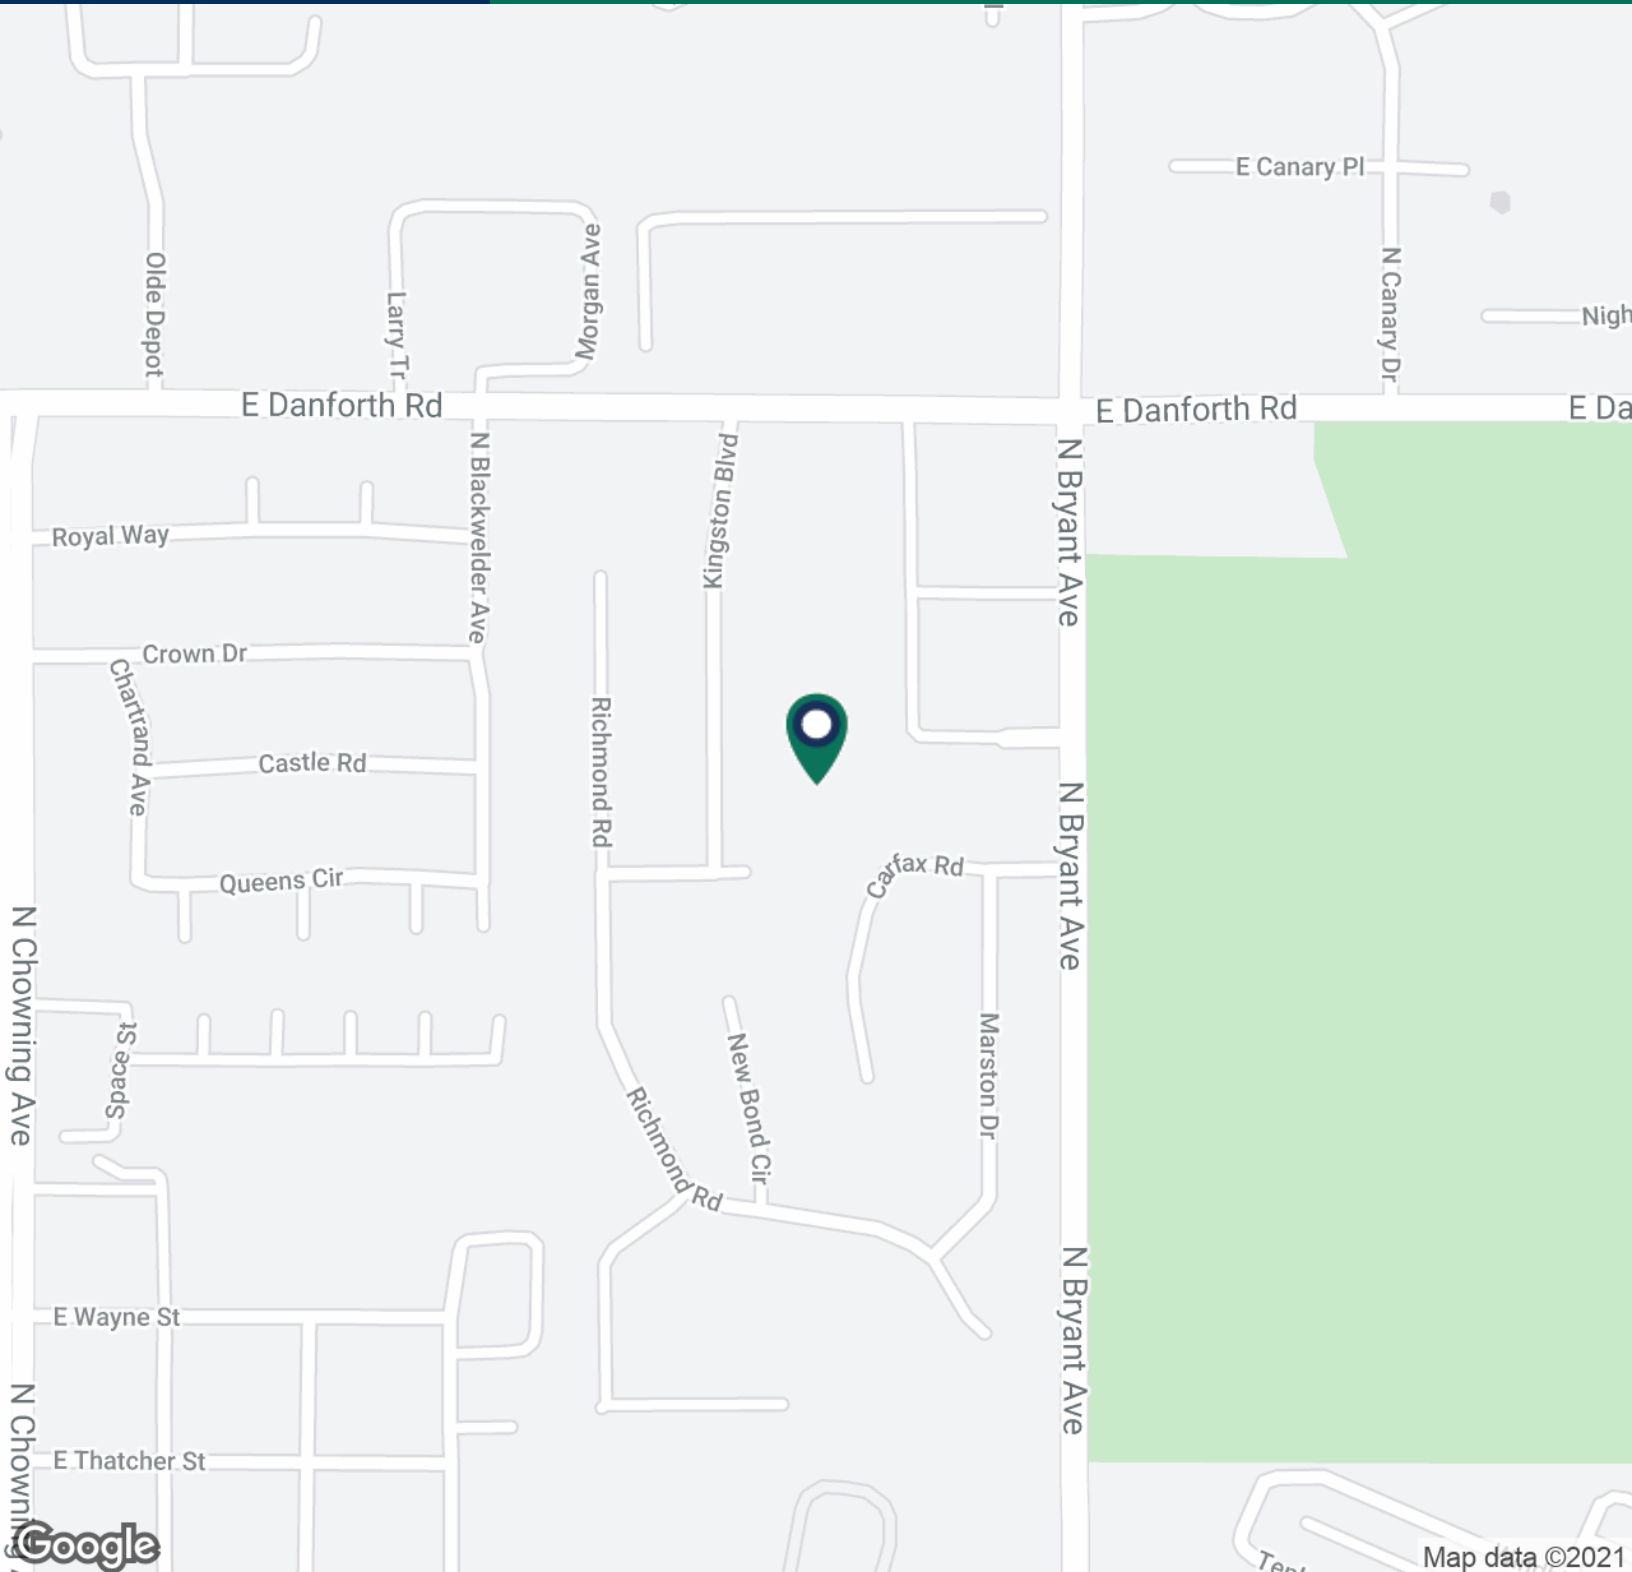 E Canary Pl
N Canary Dr
Olde Depot
Larry Tr
Morgan Ave
Nigh
E Danforth Rd
E Danforth Rd
E Da
N Blackwelder Ave
Kingston Blvd
N Bryant Ave
Royal Way
Crown Dr
Chartrand Ave
Castle Rd
Richmond Rd
Queens Cir
Carfax Rd
N Bryant Ave
N Chowning Ave
Space St
New Bond Cir
Marston Dr
Richmond Rd
N Bryant Ave
E Wayne St
N Chowning
E Thatcher St
Google
Map data ©2021